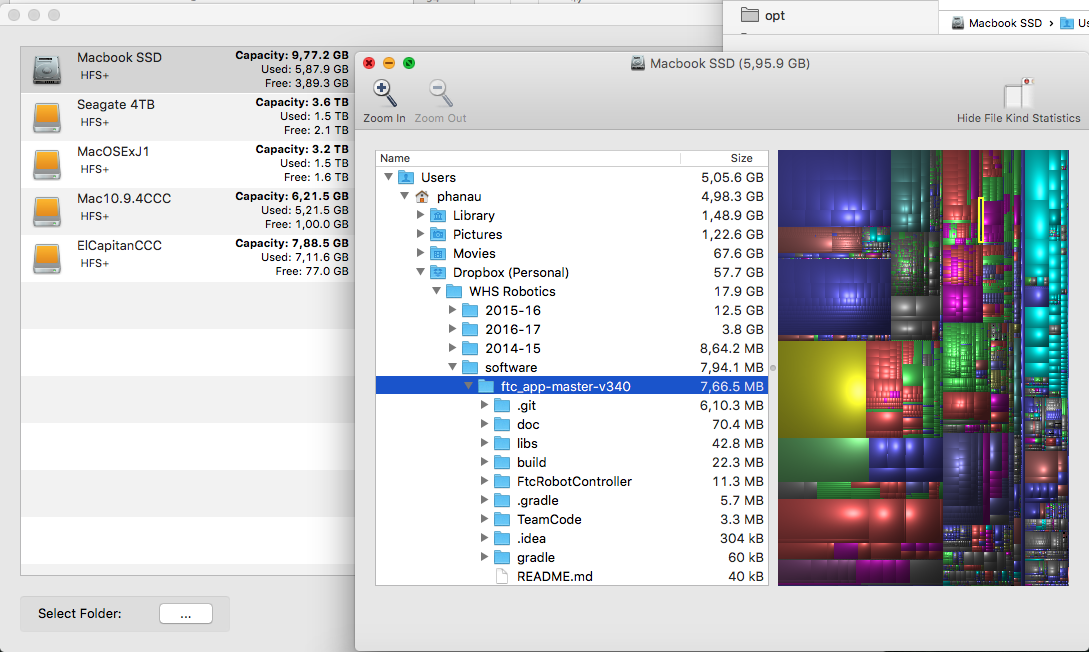 opt
Macbook SSD › Us
Macbook SSD
HFS+
Capacity: 9,77.2 GB
Used: 5,87.9 GB
Free: 3,89.3 GB
Seagate 4TB
HFS+
Capacity: 3.6 TB
Used: 1.5 TB
Free: 2.1 TB
MacOSExJ1
HFS+
Capacity: 3.2 TB
Used: 1.5 TB
Free: 1.6 TB
Mac10.9.4CCC
HFS+
Capacity: 6,21.5 GB
Used: 5,21.5 GB
Free: 1,00.0 GB
ElCapitanCCC
HFS+
Capacity: 7,88.5 GB
Used: 7,11.6 GB
Free: 77.0 GB
Select Folder: ...
Macbook SSD (5,95.9 GB)
Zoom In Zoom Out Hide File Kind Statistics
Name Size
Users 5,05.6 GB
phanau 4,98.3 GB
Library 1,48.9 GB
Pictures 1,22.6 GB
Movies 67.6 GB
Dropbox (Personal) 57.7 GB
WHS Robotics 17.9 GB
2015-16 12.5 GB
2016-17 3.8 GB
2014-15 8,64.2 MB
software 7,94.1 MB
ftc_app-master-v340 7,66.5 MB
.git 6,10.3 MB
doc 70.4 MB
libs 42.8 MB
build 22.3 MB
FtcRobotController 11.3 MB
.gradle 5.7 MB
TeamCode 3.3 MB
.idea 304 kB
gradle 60 kB
README.md 40 kB